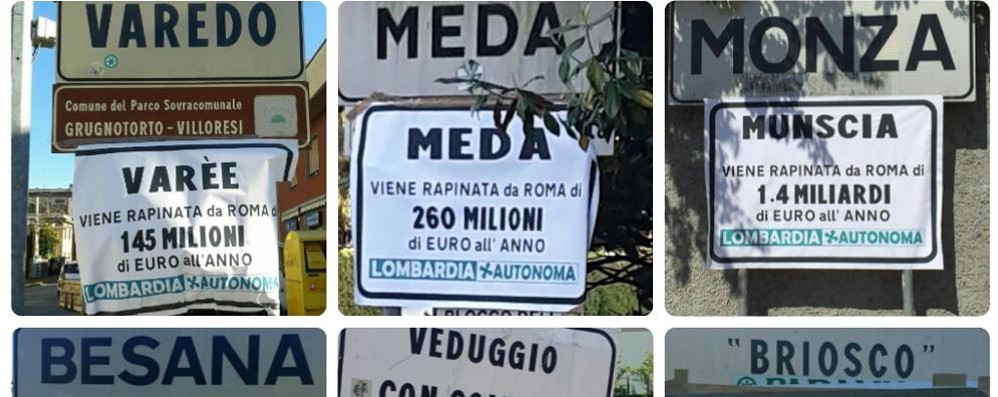 VAREDO
Comune del Parco Sovracomunale
GRUGNOTORTO - VILLORESI
VARÈE
VIENE RAPINATA da ROMA di
145 MILIONI
di EURO all'ANNO
LOMBARDIA AUTONOMA
MEDA
MEDA
VIENE RAPINATA da ROMA di
260 MILIONI
di EURO all'ANNO
LOMBARDIA AUTONOMA
MONZA
MUNSCIA
VIENE RAPINATA da ROMA di
1.4 MILIARDI
di EURO all'ANNO
LOMBARDIA AUTONOMA
BESANA
VEDUGGIO
CON
"BRIOSCO"